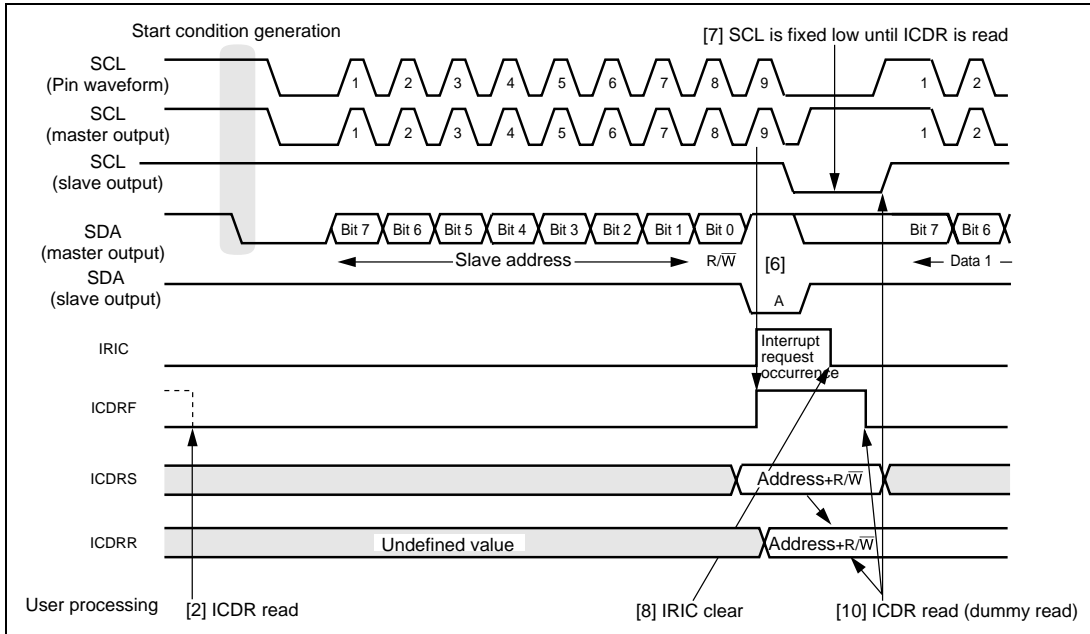 Start condition generation
[7] SCL is fixed low until ICDR is read
SCL
(Pin waveform)
1 2 3 4 5 6 7 8 9 1 2
SCL
(master output)
1 2 3 4 5 6 7 8 9 1 2
SCL
(slave output)
SDA
(master output)
Bit 7 Bit 6 Bit 5 Bit 4 Bit 3 Bit 2 Bit 1 Bit 0 Bit 7 Bit 6
Slave address R/W̅ [6] Data 1
SDA
(slave output)
A
IRIC
Interrupt
request
occurrence
ICDRF
ICDRS
Address+R/W̅
ICDRR
Undefined value Address+R/W̅
User processing [2] ICDR read [8] IRIC clear [10] ICDR read (dummy read)